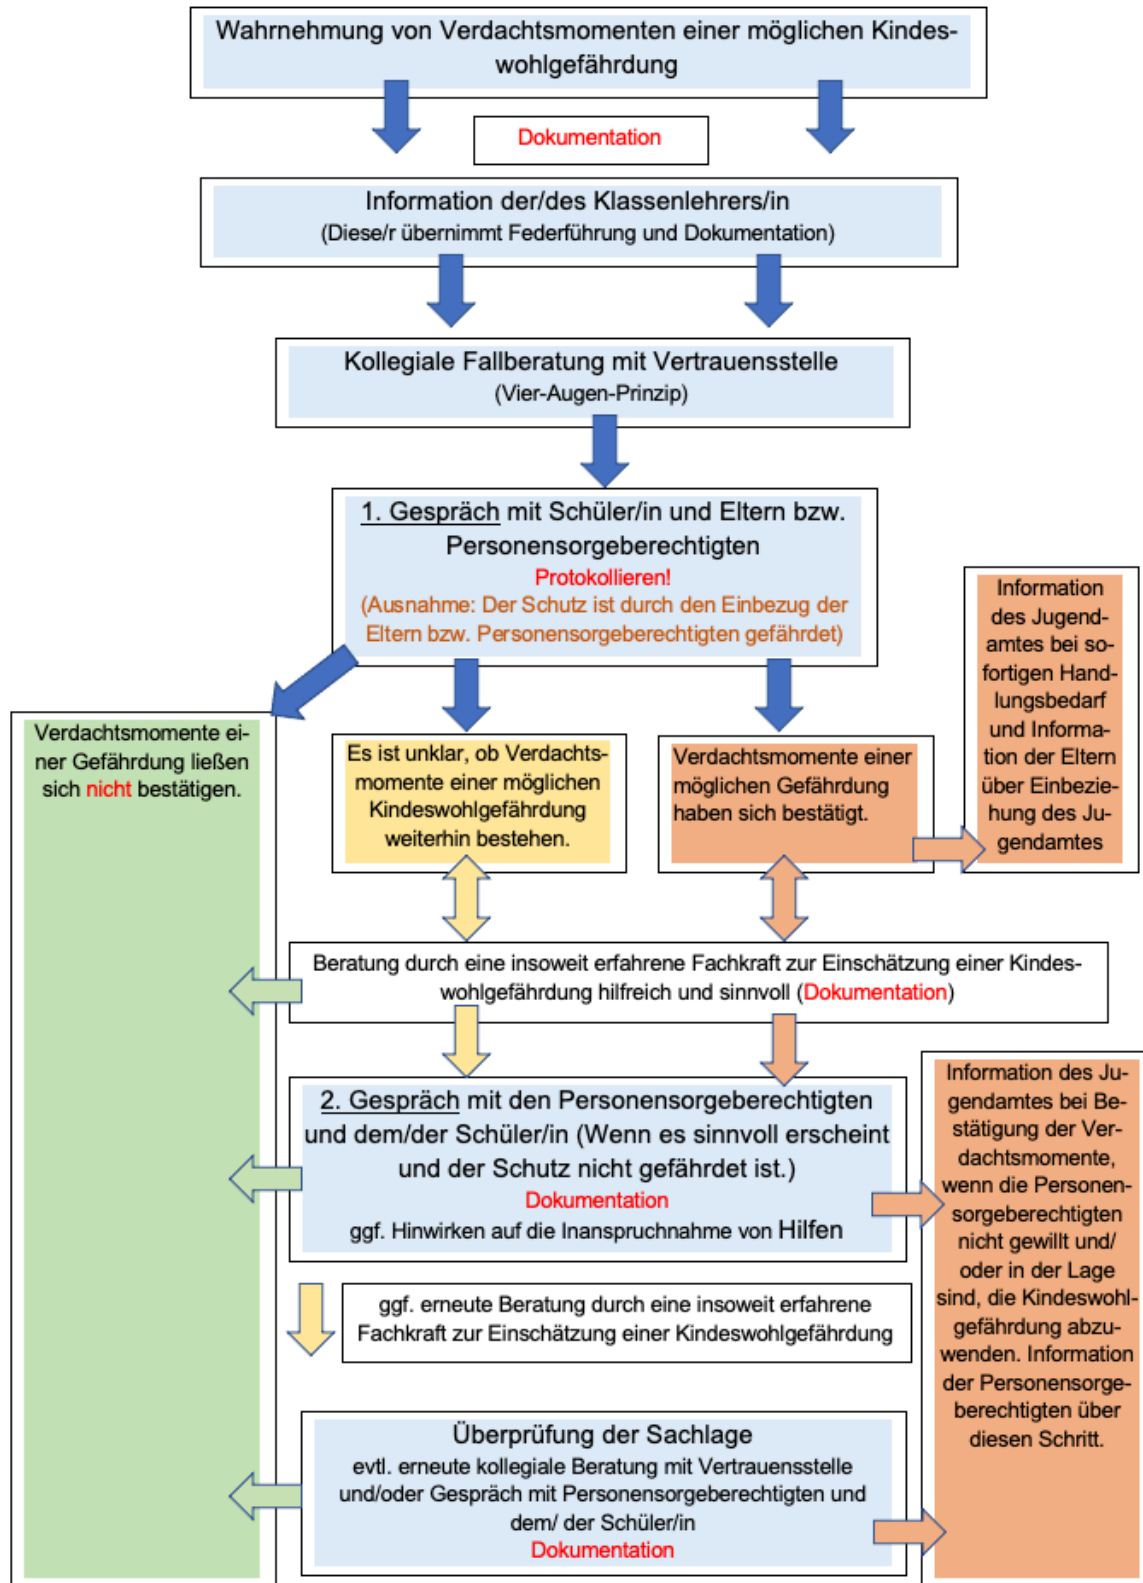 Wahrnehmung von Verdachtsmomenten einer möglichen Kindes-
wohlgefährdung
Dokumentation
Information der/des Klassenlehrers/in
(Diese/r übernimmt Federführung und Dokumentation)
Kollegiale Fallberatung mit Vertrauensstelle
(Vier-Augen-Prinzip)
1. Gespräch mit Schüler/in und Eltern bzw.
Personensorgeberechtigten
Protokollieren!
(Ausnahme: Der Schutz ist durch den Einbezug der
Eltern bzw. Personensorgeberechtigten gefährdet)
Information
des Jugend-
amtes bei so-
fortigen Hand-
lungsbedarf
und Informa-
tion der Eltern
über Einbezie-
hung des Ju-
gendamtes
Verdachtsmomente ei-
ner Gefährdung ließen
sich nicht bestätigen.
Es ist unklar, ob Verdachts-
momente einer möglichen
Kindeswohlgefährdung
weiterhin bestehen.
Verdachtsmomente einer
möglichen Gefährdung
haben sich bestätigt.
Beratung durch eine insoweit erfahrene Fachkraft zur Einschätzung einer Kindes-
wohlgefährdung hilfreich und sinnvoll (Dokumentation)
2. Gespräch mit den Personensorgeberechtigten
und dem/der Schüler/in (Wenn es sinnvoll erscheint
und der Schutz nicht gefährdet ist.)
Dokumentation
ggf. Hinwirken auf die Inanspruchnahme von Hilfen
Information des Ju-
gendamtes bei Be-
stätigung der Ver-
dachtsmomente,
wenn die Personen-
sorgeberechtigten
nicht gewillt und/
oder in der Lage
sind, die Kindeswohl-
gefährdung abzu-
wenden. Information
der Personensorge-
berechtigten über
diesen Schritt.
ggf. erneute Beratung durch eine insoweit erfahrene
Fachkraft zur Einschätzung einer Kindeswohlgefährdung
Überprüfung der Sachlage
evtl. erneute kollegiale Beratung mit Vertrauensstelle
und/oder Gespräch mit Personensorgeberechtigten und
dem/ der Schüler/in
Dokumentation